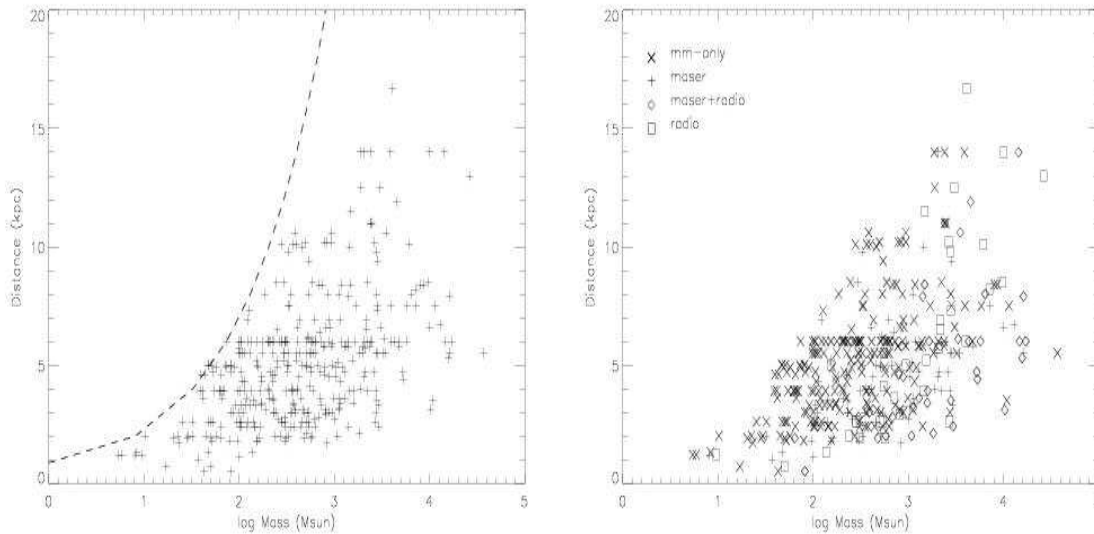 20
15
10
5
0
Distance (kpc)
0 1 2 3 4 5
log Mass (Msun)
20
15
10
5
0
Distance (kpc)
mm-only
maser
maser+radio
radio
0 1 2 3 4
log Mass (Msun)